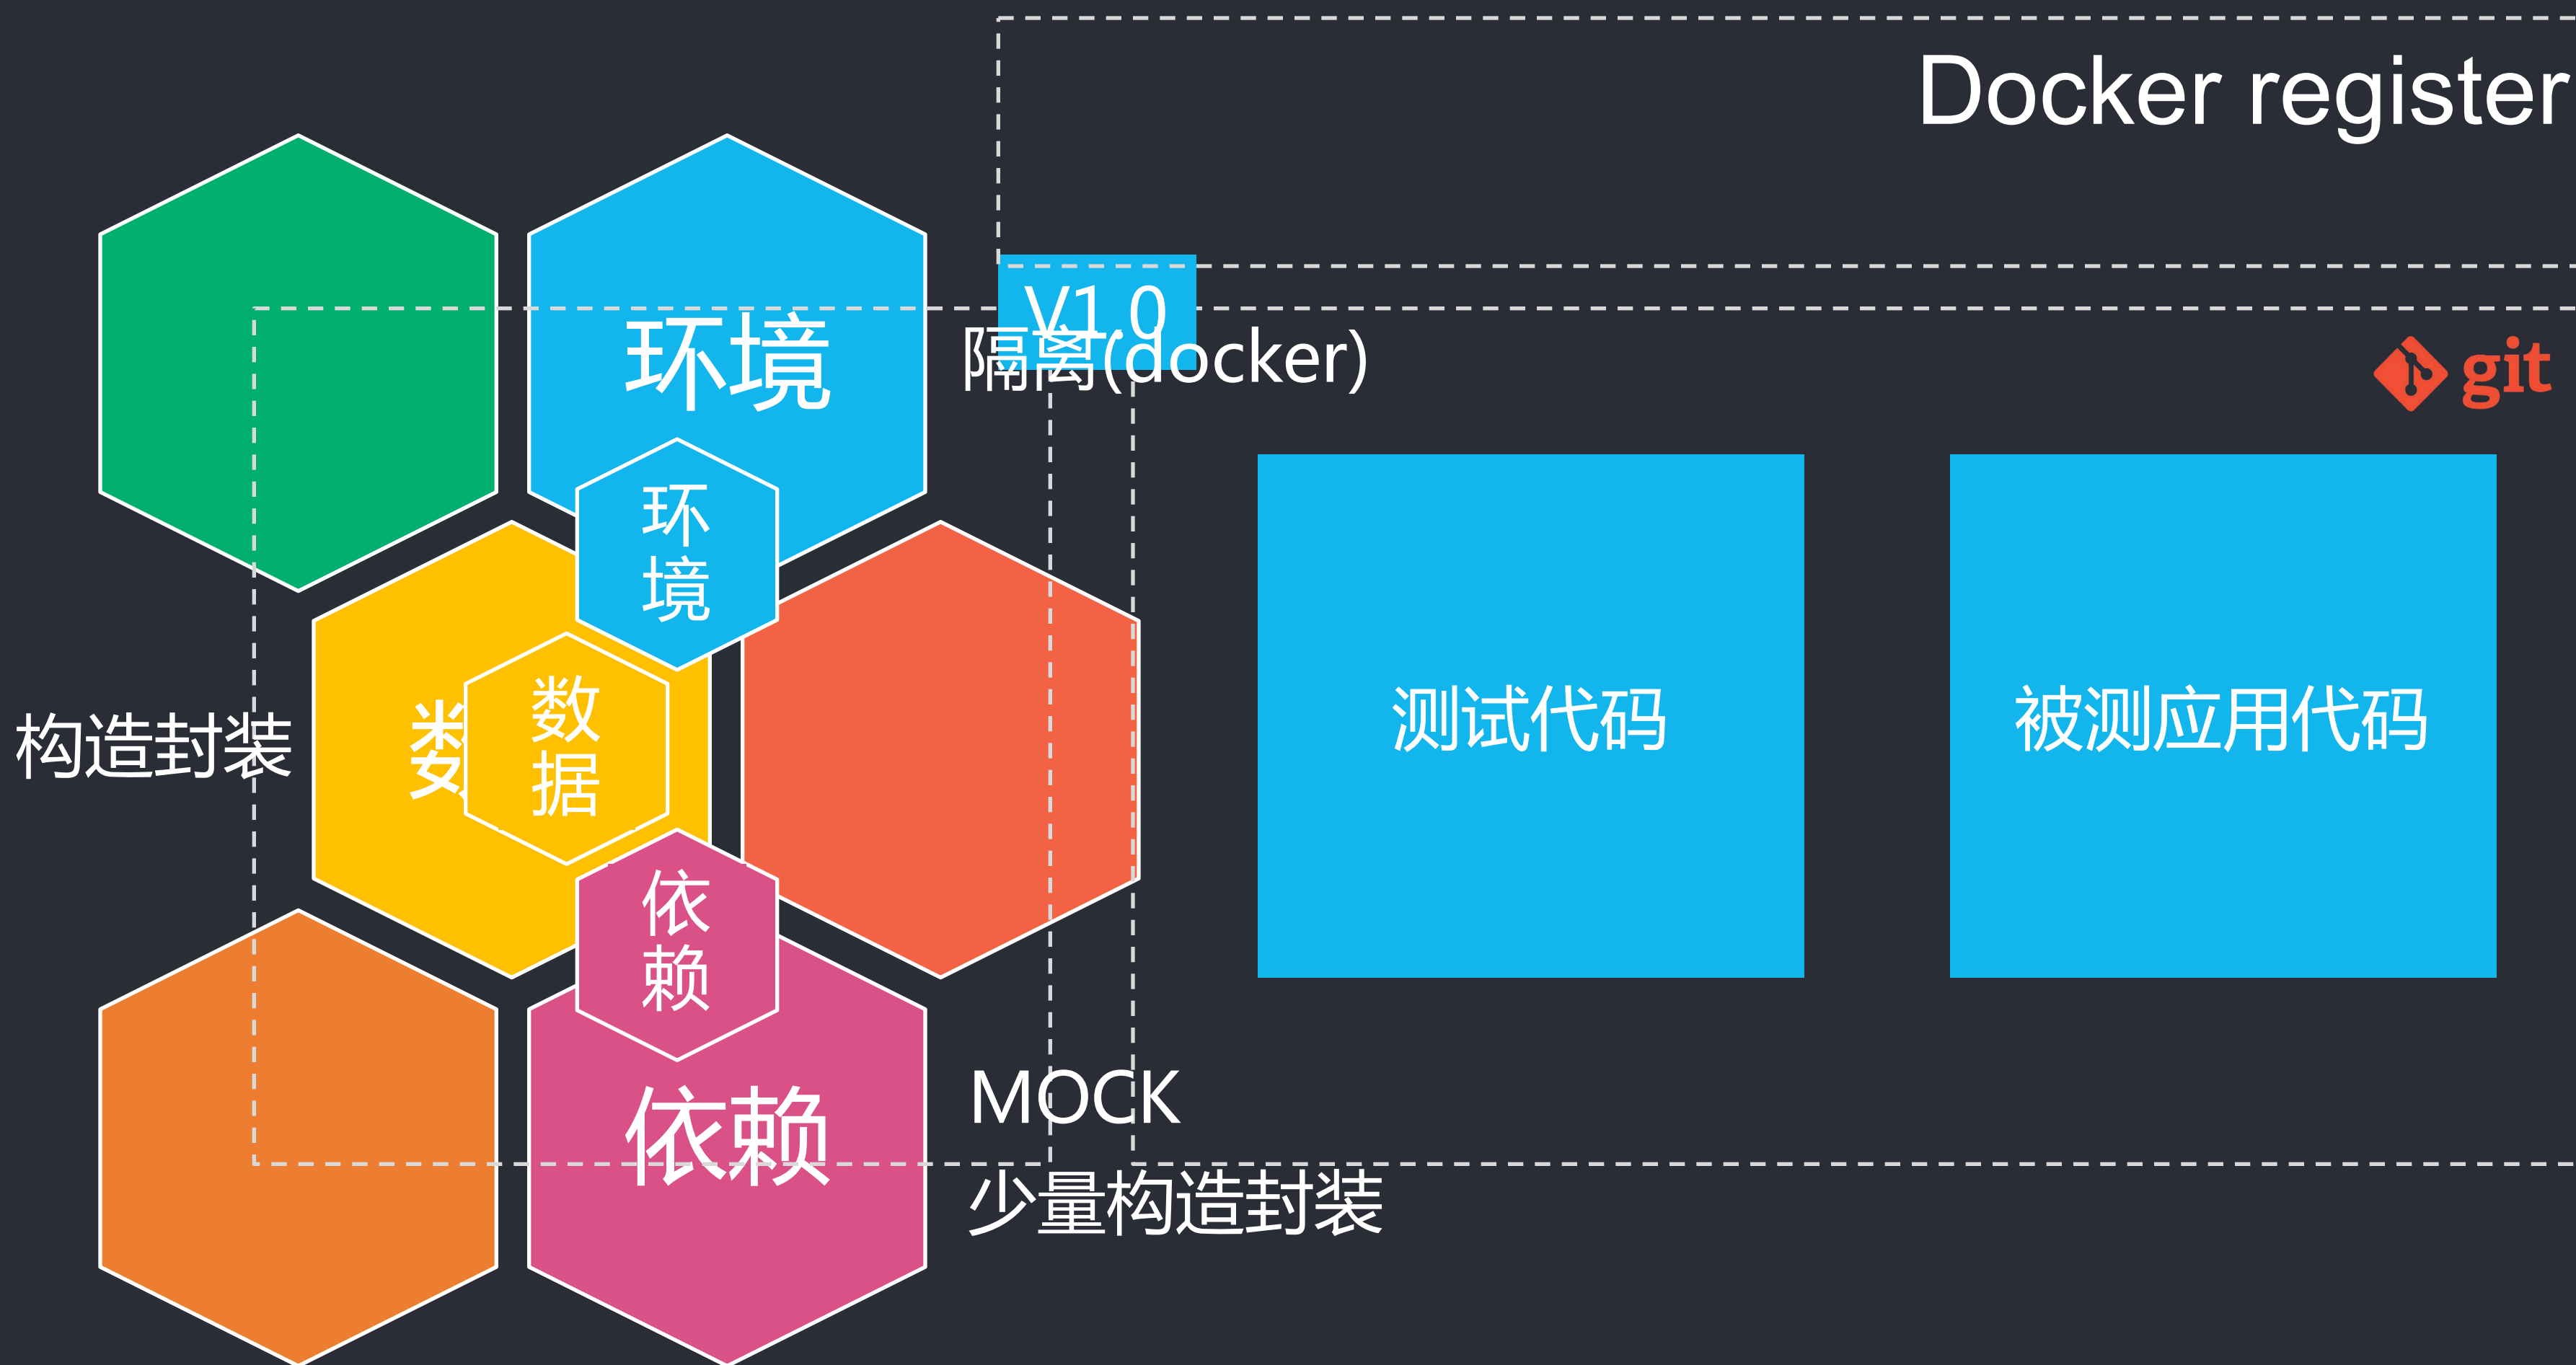 Docker register
V1.0
环境
隔离(docker)
git
环
境
数
数
据
构造封装
测试代码
被测应用代码
依
赖
MOCK
依赖
少量构造封装